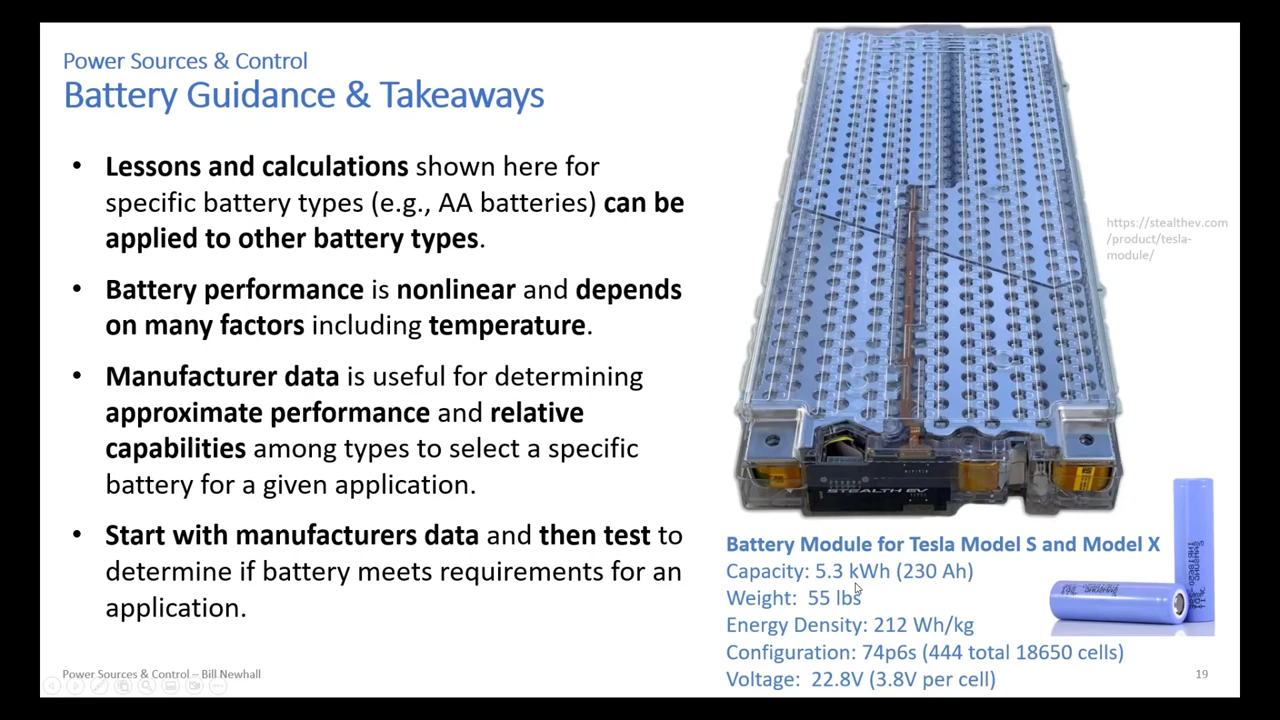 Power Sources & Control
Battery Guidance & Takeaways
• Lessons and calculations shown here for
specific battery types (e.g., AA batteries) can be
applied to other battery types.
• Battery performance is nonlinear and depends
on many factors including temperature.
• Manufacturer data is useful for determining
approximate performance and relative
capabilities among types to select a specific
battery for a given application.
• Start with manufacturers data and then test to
determine if battery meets requirements for an
application.
https://stealthev.com
/product/tesla-
module/
STEALTH EV
Battery Module for Tesla Model S and Model X
Capacity: 5.3 kWh (230 Ah)
Weight: 55 lbs
Energy Density: 212 Wh/kg
Configuration: 74p6s (444 total 18650 cells)
Voltage: 22.8V (3.8V per cell)
Power Sources & Control – Bill Newhall
19